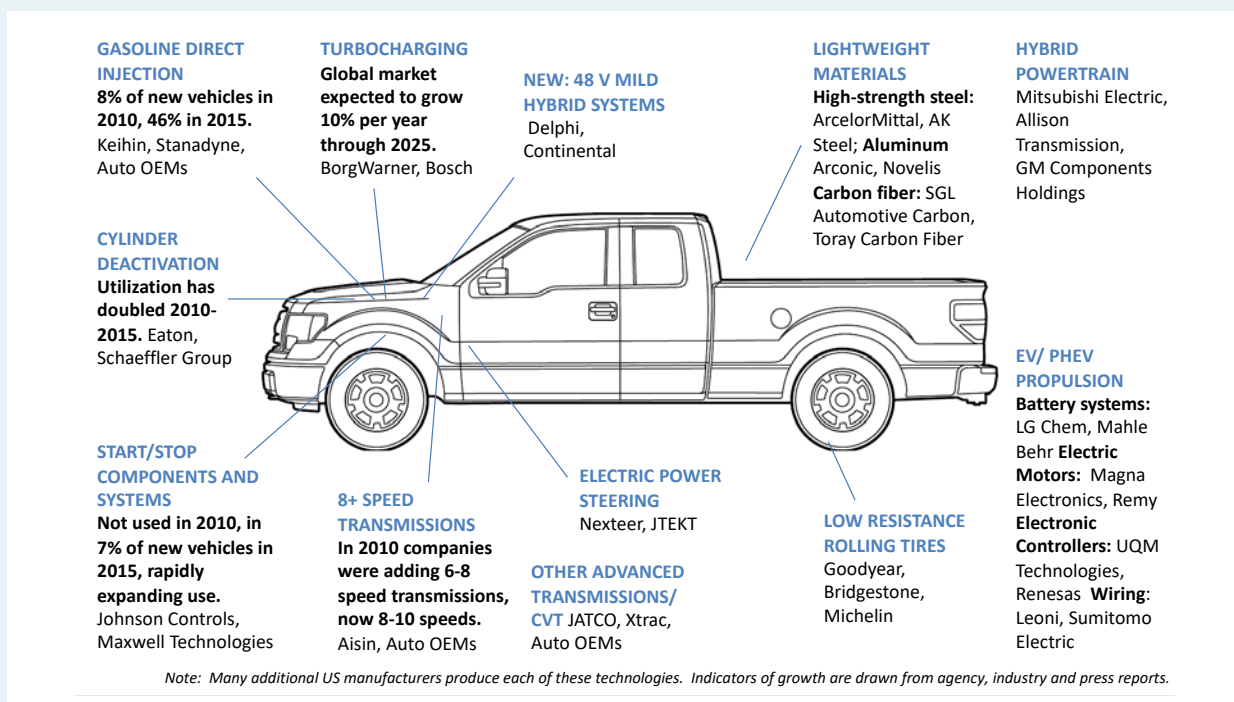 GASOLINE DIRECT
INJECTION
8% of new vehicles in
2010, 46% in 2015.
Keihin, Stanadyne,
Auto OEMs
TURBOCHARGING
Global market
expected to grow
10% per year
through 2025.
BorgWarner, Bosch
NEW: 48 V MILD
HYBRID SYSTEMS
Delphi,
Continental
LIGHTWEIGHT
MATERIALS
High-strength steel:
ArcelorMittal, AK
Steel; Aluminum
Arconic, Novelis
Carbon fiber: SGL
Automotive Carbon,
Toray Carbon Fiber
HYBRID
POWERTRAIN
Mitsubishi Electric,
Allison
Transmission,
GM Components
Holdings
CYLINDER
DEACTIVATION
Utilization has
doubled 2010-
2015. Eaton,
Schaeffler Group
START/STOP
COMPONENTS AND
SYSTEMS
Not used in 2010, in
7% of new vehicles in
2015, rapidly
expanding use.
Johnson Controls,
Maxwell Technologies
8+ SPEED
TRANSMISSIONS
In 2010 companies
were adding 6-8
speed transmissions,
now 8-10 speeds.
Aisin, Auto OEMs
ELECTRIC POWER
STEERING
Nexteer, JTEKT
OTHER ADVANCED
TRANSMISSIONS/
CVT JATCO, Xtrac,
Auto OEMs
LOW RESISTANCE
ROLLING TIRES
Goodyear,
Bridgestone,
Michelin
EV/ PHEV
PROPULSION
Battery systems:
LG Chem, Mahle
Behr Electric
Motors: Magna
Electronics, Remy
Electronic
Controllers: UQM
Technologies,
Renesas Wiring:
Leoni, Sumitomo
Electric
Note: Many additional US manufacturers produce each of these technologies. Indicators of growth are drawn from agency, industry and press reports.